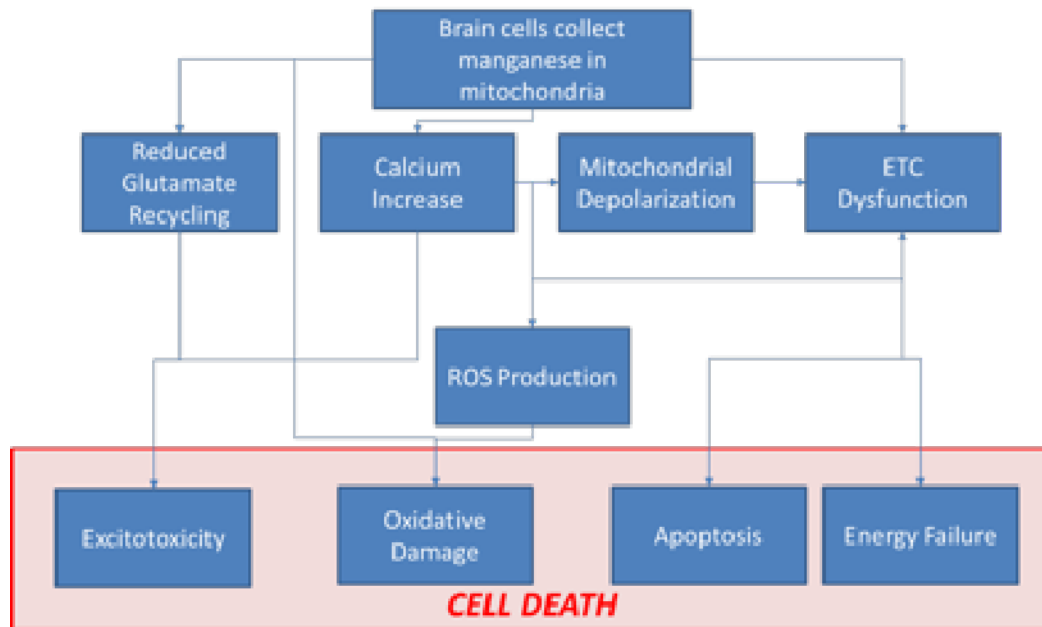 Brain cells collect
manganese in
mitochondria
Reduced
Glutamate
Recycling
Calcium
Increase
Mitochondrial
Depolarization
ETC
Dysfunction
ROS Production
Excitotoxicity
Oxidative
Damage
Apoptosis
Energy Failure
CELL DEATH